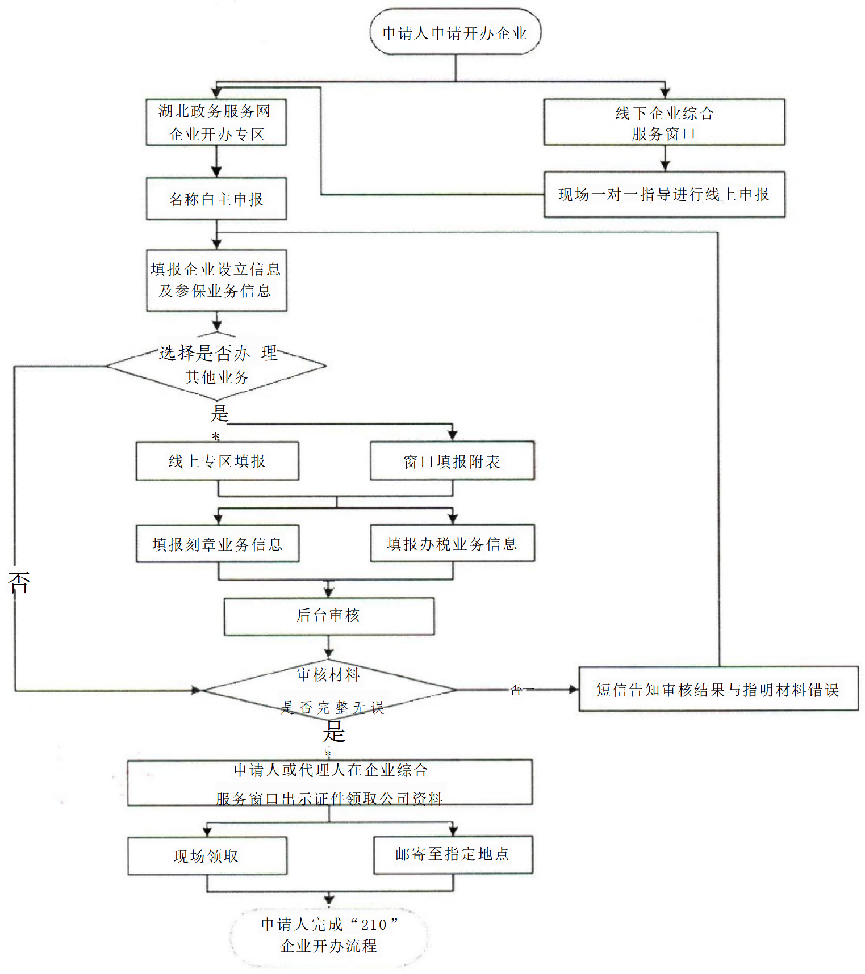 申请人申请开办企业
湖北政务服务网
企业开办专区
线下企业综合
服务窗口
名称自主申报
现场一对一指导进行线上申报
填报企业设立信息
及参保业务信息
选择是否办 理
其他业务
是
*
线上专区填报
窗口填报附表
填报刻章业务信息
填报办税业务信息
否
后台审核
审核材料
是否完整无误
否
短信告知审核结果与指明材料错误
是
*
申请人或代理人在企业综合
服务窗口出示证件领取公司资料
现场领取
邮寄至指定地点
申请人完成“210”
企业开办流程